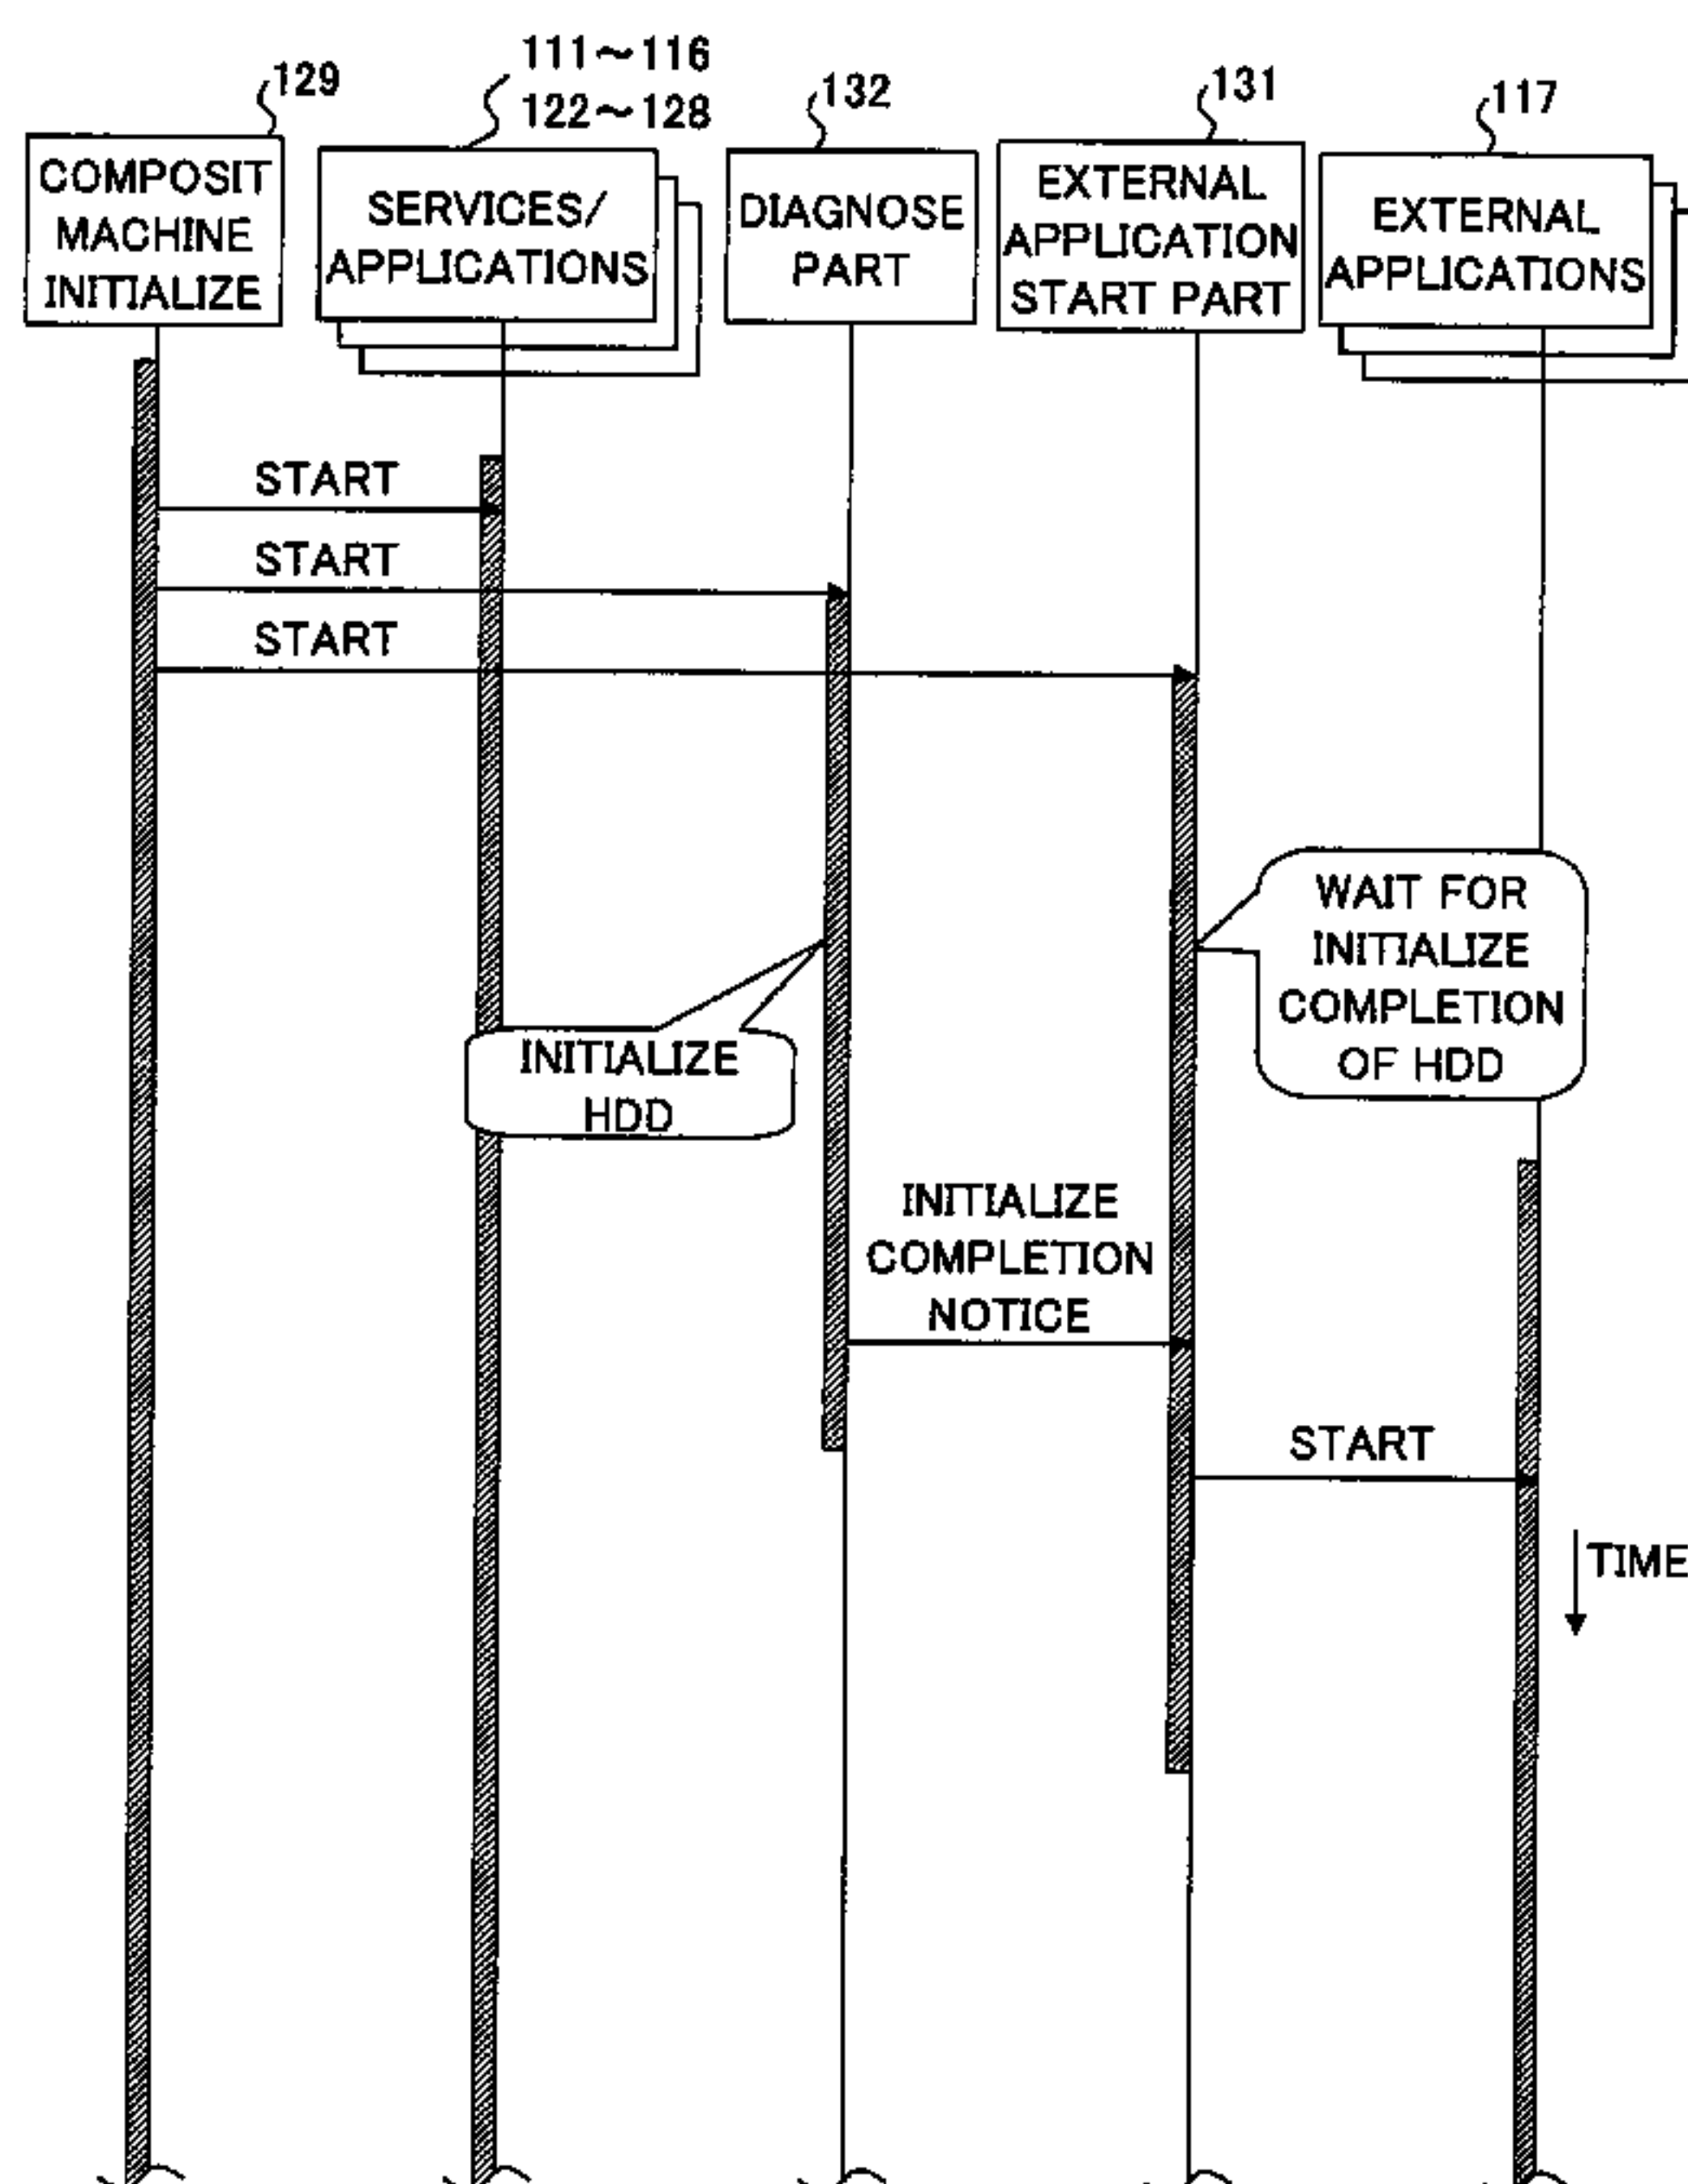 129
111~116
122~128
132
131
117
COMPOSIT
MACHINE
INITIALIZE
SERVICES/
APPLICATIONS
DIAGNOSE
PART
EXTERNAL
APPLICATION
START PART
EXTERNAL
APPLICATIONS
START
START
START
WAIT FOR
INITIALIZE
COMPLETION
OF HDD
INITIALIZE
HDD
INITIALIZE
COMPLETION
NOTICE
START
TIME